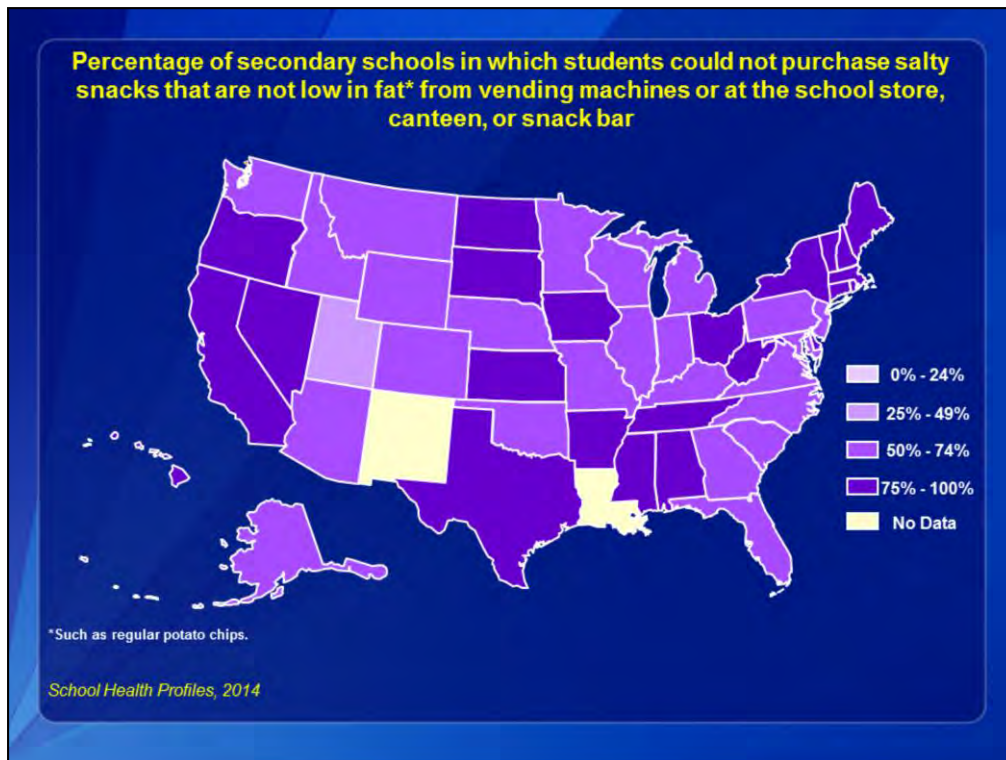 Percentage of secondary schools in which students could not purchase salty
snacks that are not low in fat* from vending machines or at the school store,
canteen, or snack bar
0% - 24%
25% - 49%
50% - 74%
75% - 100%
No Data
*Such as regular potato chips.
School Health Profiles, 2014